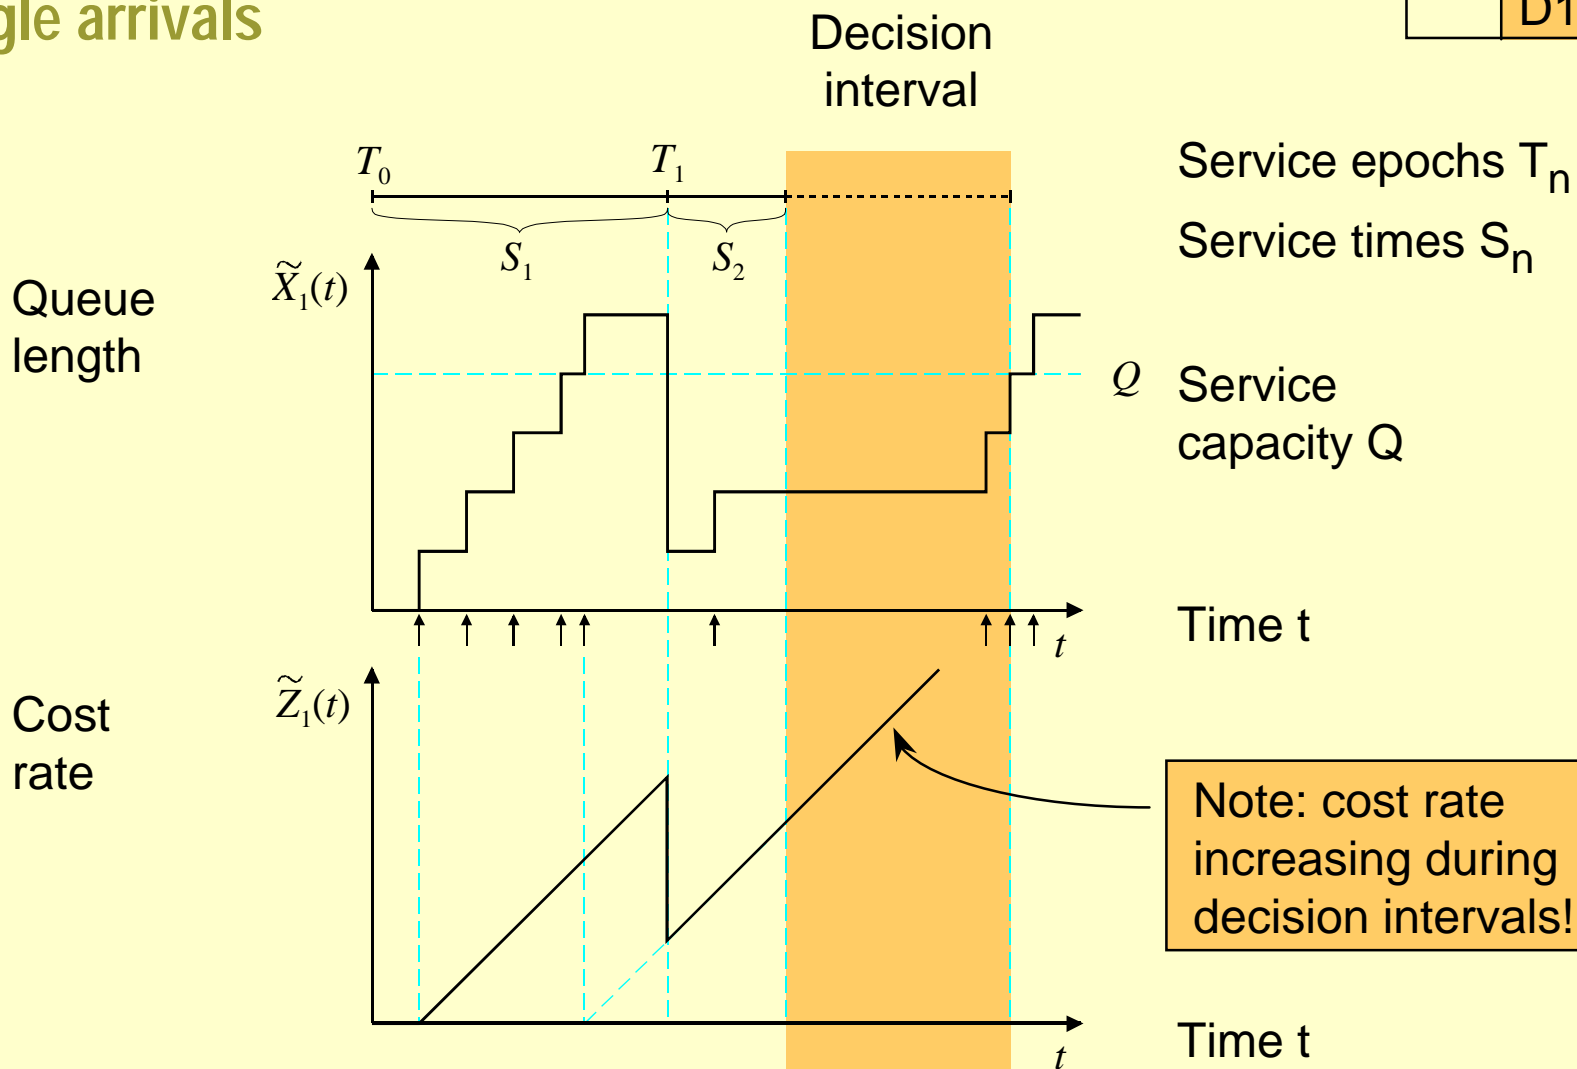 gle arrivals
D1
Decision
interval
T₀
T₁
Service epochs Tₙ
S₁
S₂
Service times Sₙ
Queue
length
X̃₁(t)
Q
Service
capacity Q
t
Time t
Cost
rate
Z̃₁(t)
Note: cost rate
increasing during
decision intervals!
t
Time t